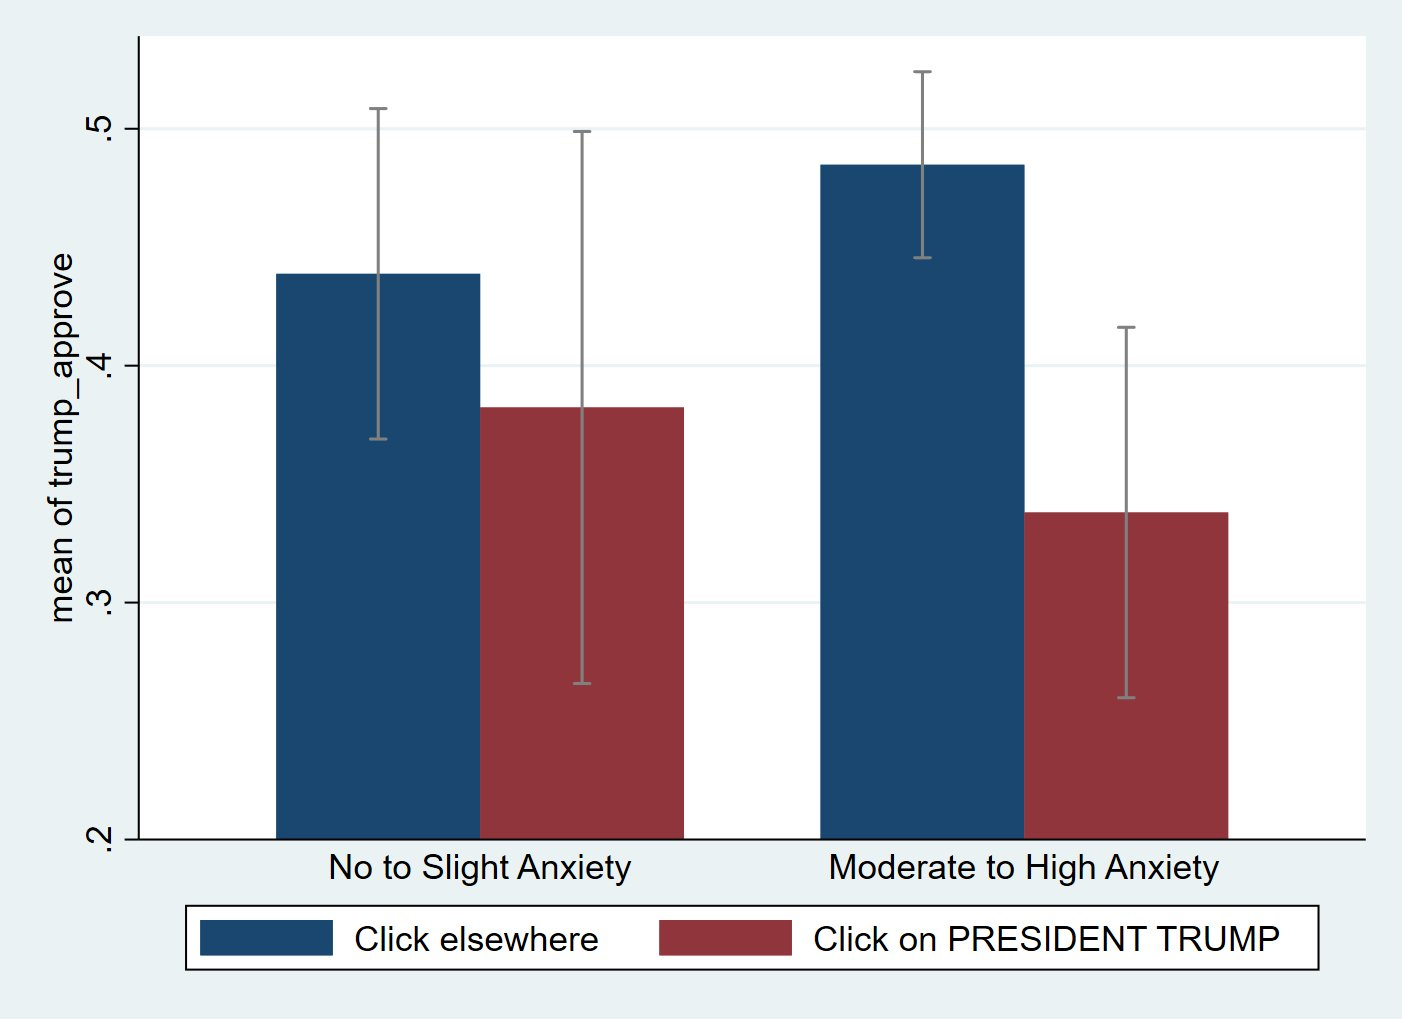 mean of trump_approve
.5
.4
.3
.2
No to Slight Anxiety
Moderate to High Anxiety
Click elsewhere
Click on PRESIDENT TRUMP